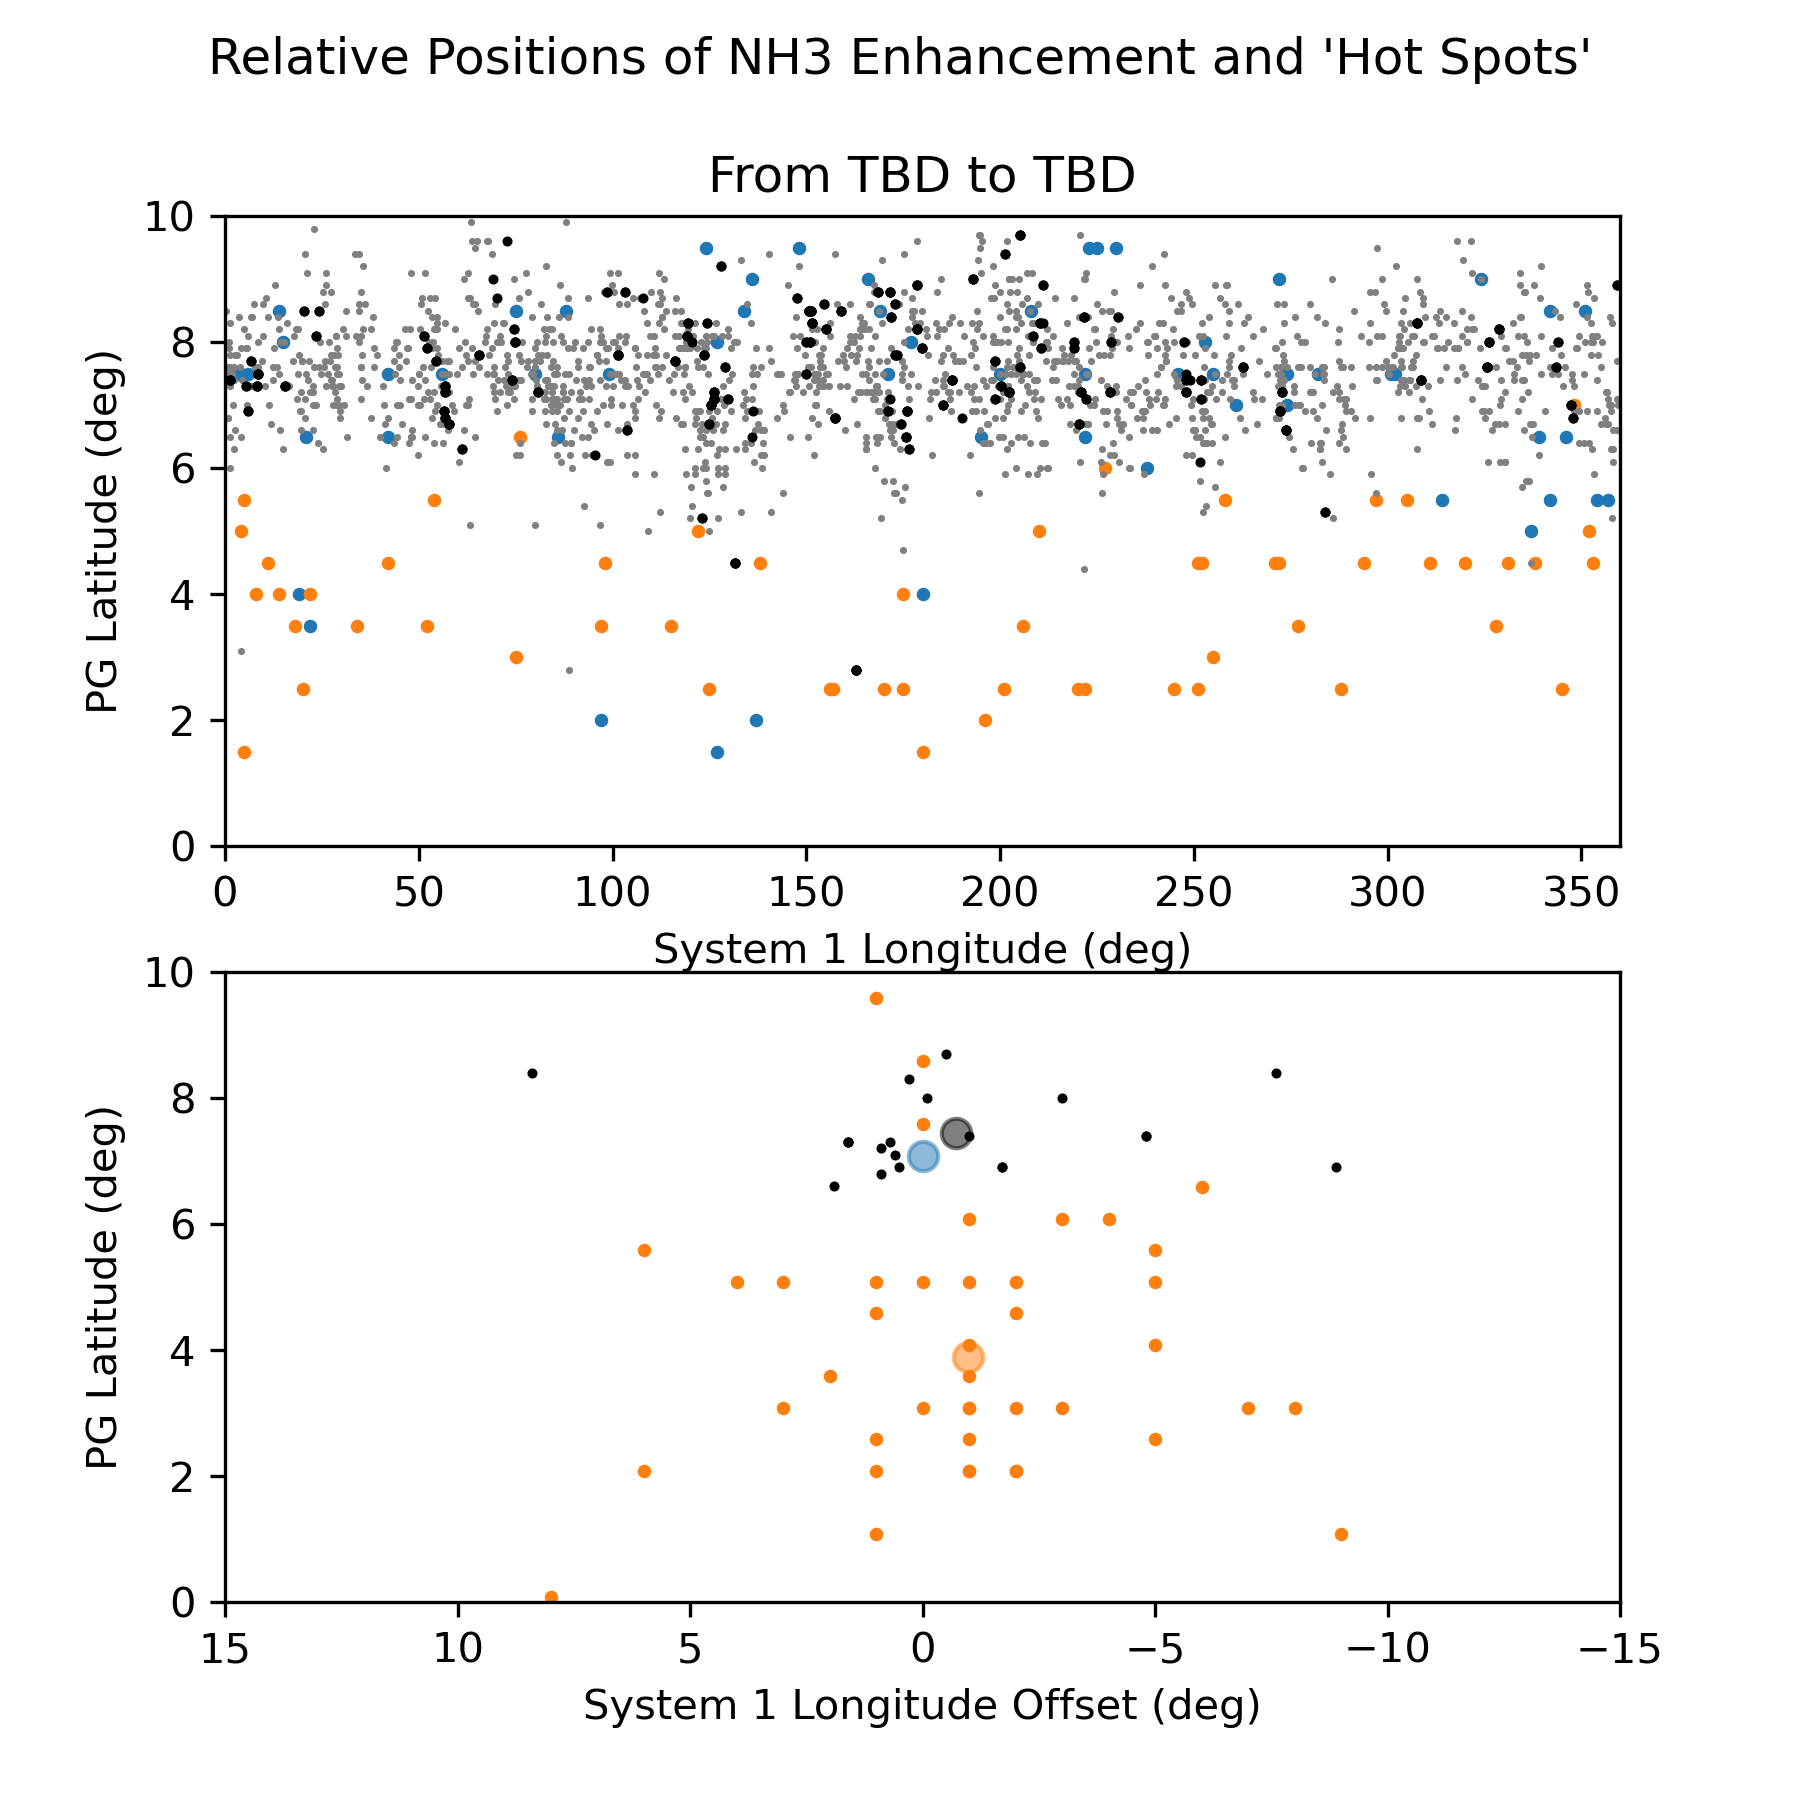 Relative Positions of NH3 Enhancement and 'Hot Spots'
From TBD to TBD
10
8
6
4
2
0
PG Latitude (deg)
0 50 100 150 200 250 300 350
System 1 Longitude (deg)
10
8
6
4
2
0
PG Latitude (deg)
15 10 5 0 −5 −10 −15
System 1 Longitude Offset (deg)